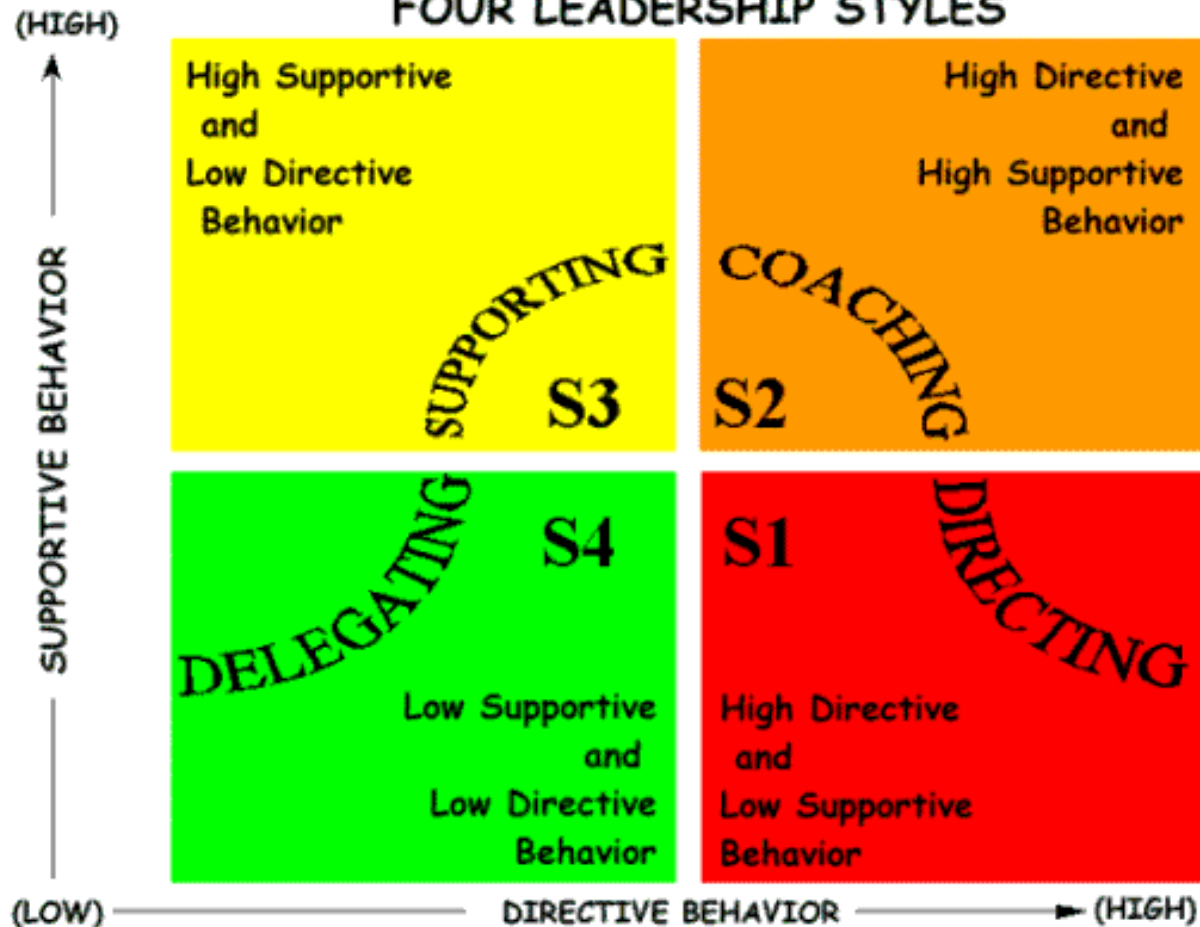 FOUR LEADERSHIP STYLES
(HIGH)
High Supportive
and
Low Directive
Behavior
SUPPORTING
S3
High Directive
and
High Supportive
Behavior
COACHING
S2
SUPPORTIVE BEHAVIOR
DELEGATING
S4
Low Supportive
and
Low Directive
Behavior
S1
DIRECTING
High Directive
and
Low Supportive
Behavior
(LOW)
DIRECTIVE BEHAVIOR
(HIGH)